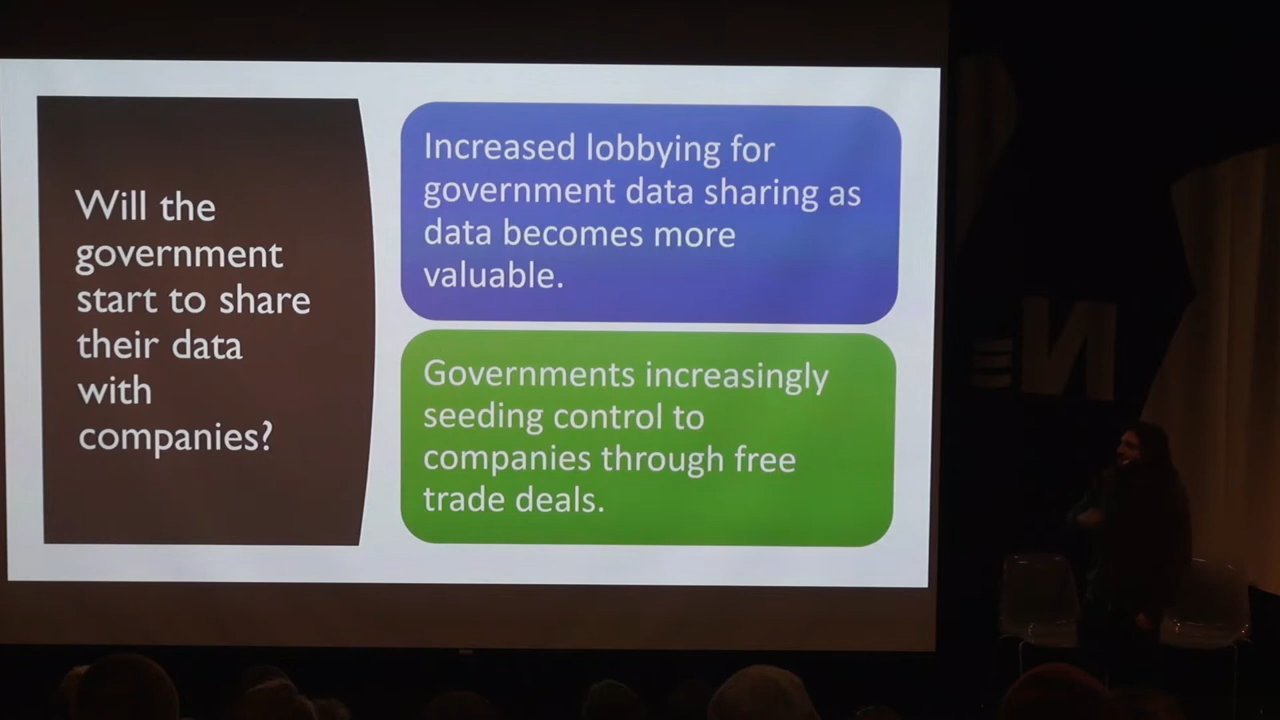 Will the
government
start to share
their data
with
companies?
Increased lobbying for
government data sharing as
data becomes more
valuable.
Governments increasingly
seeding control to
companies through free
trade deals.